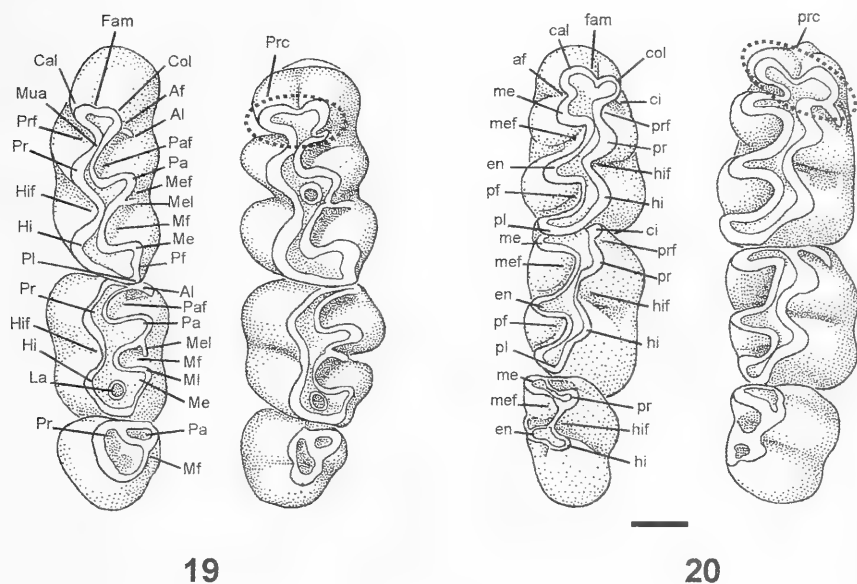 Fam
Cal
Col
Mua
Af
Prf
Al
Pr
Paf
Pa
Hif
Mef
Mel
Hi
Mf
Me
Pl
Pf
Pr
Al
Paf
Hif
Pa
Hi
Mel
Mf
La
Ml
Me
Pr
Pa
Mf
Prc
19
fam
cal
col
af
me
ci
prf
mef
pr
en
hif
pf
hi
pl
ci
me
prf
mef
pr
en
hif
pf
pl
hi
me
pr
mef
en
hif
hi
prc
20